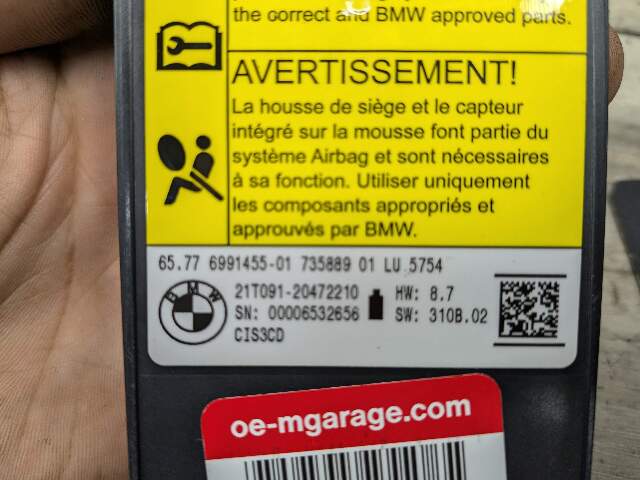 the correct and BMW approved parts.
AVERTISSEMENT!
La housse de siège et le capteur
intégré sur la mousse font partie du
système Airbag et sont nécessaires
à sa fonction. Utiliser uniquement
les composants appropriés et
approuvés par BMW.
65.77 6991455-01 735889 01 LU 5754
21T091-20472210 HW: 8.7
BMW SN: 00006532656 SW: 310B.02
CIS3CD
oe-mgarage.com